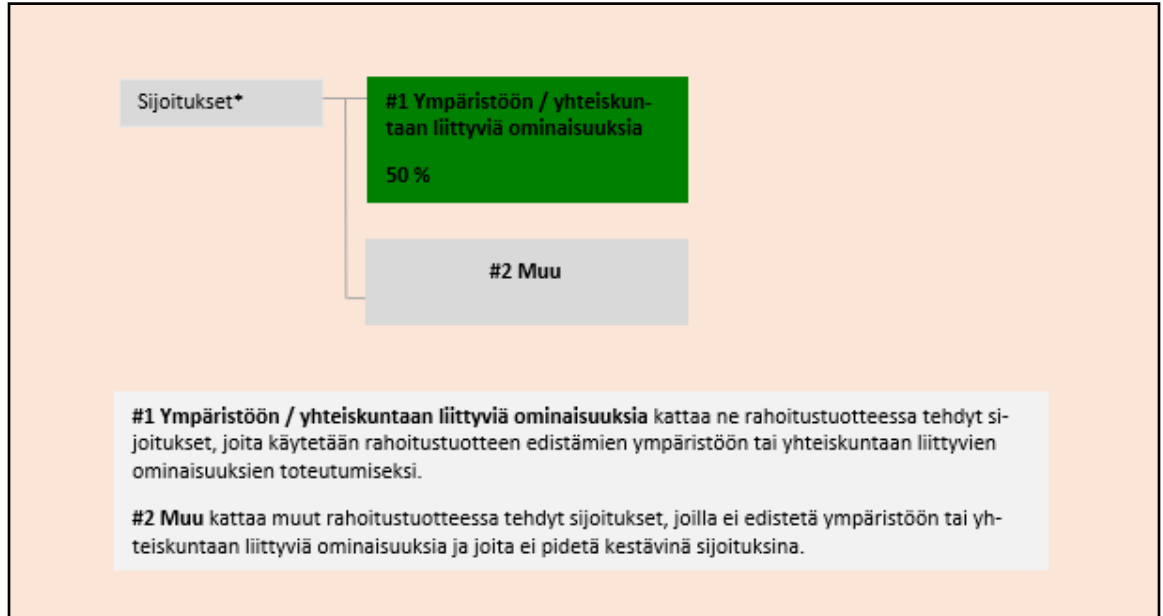 Sijoitukset*
#1 Ympäristöön / yhteiskun-
taan liittyviä ominaisuuksia
50 %
#2 Muu
#1 Ympäristöön / yhteiskuntaan liittyviä ominaisuuksia kattaa ne rahoitustuotteessa tehdyt si-
joitukset, joita käytetään rahoitustuotteen edistämien ympäristöön tai yhteiskuntaan liittyvien
ominaisuuksien toteutumiseksi.
#2 Muu kattaa muut rahoitustuotteessa tehdyt sijoitukset, joilla ei edistetä ympäristöön tai yh-
teiskuntaan liittyviä ominaisuuksia ja joita ei pidetä kestävinä sijoituksina.